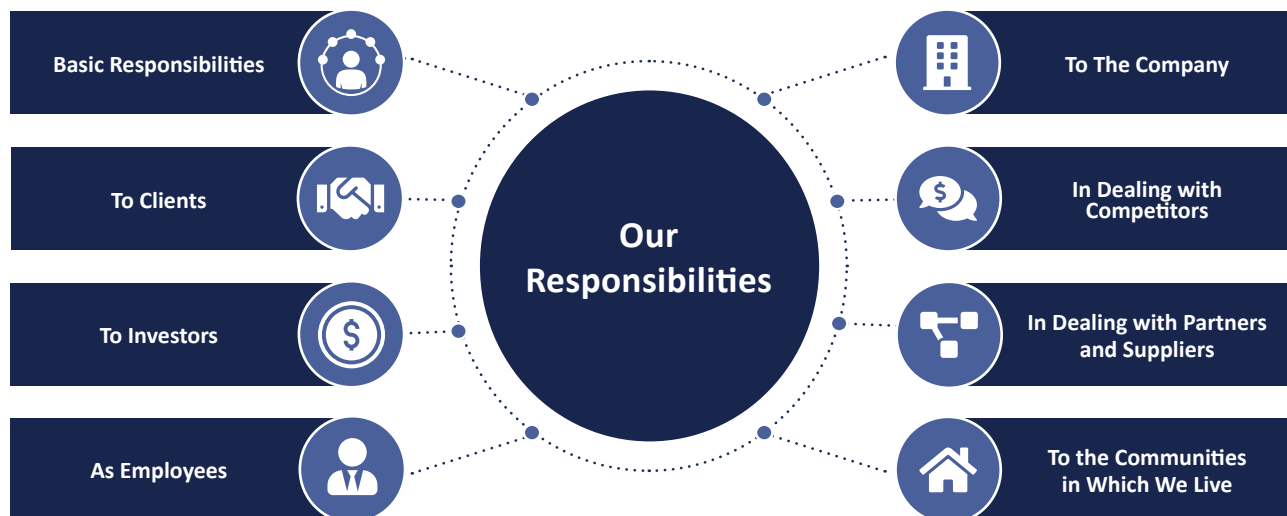 Basic Responsibilities
To Clients
To Investors
As Employees
Our
Responsibilities
To The Company
In Dealing with
Competitors
In Dealing with Partners
and Suppliers
To the Communities
in Which We Live
$
$